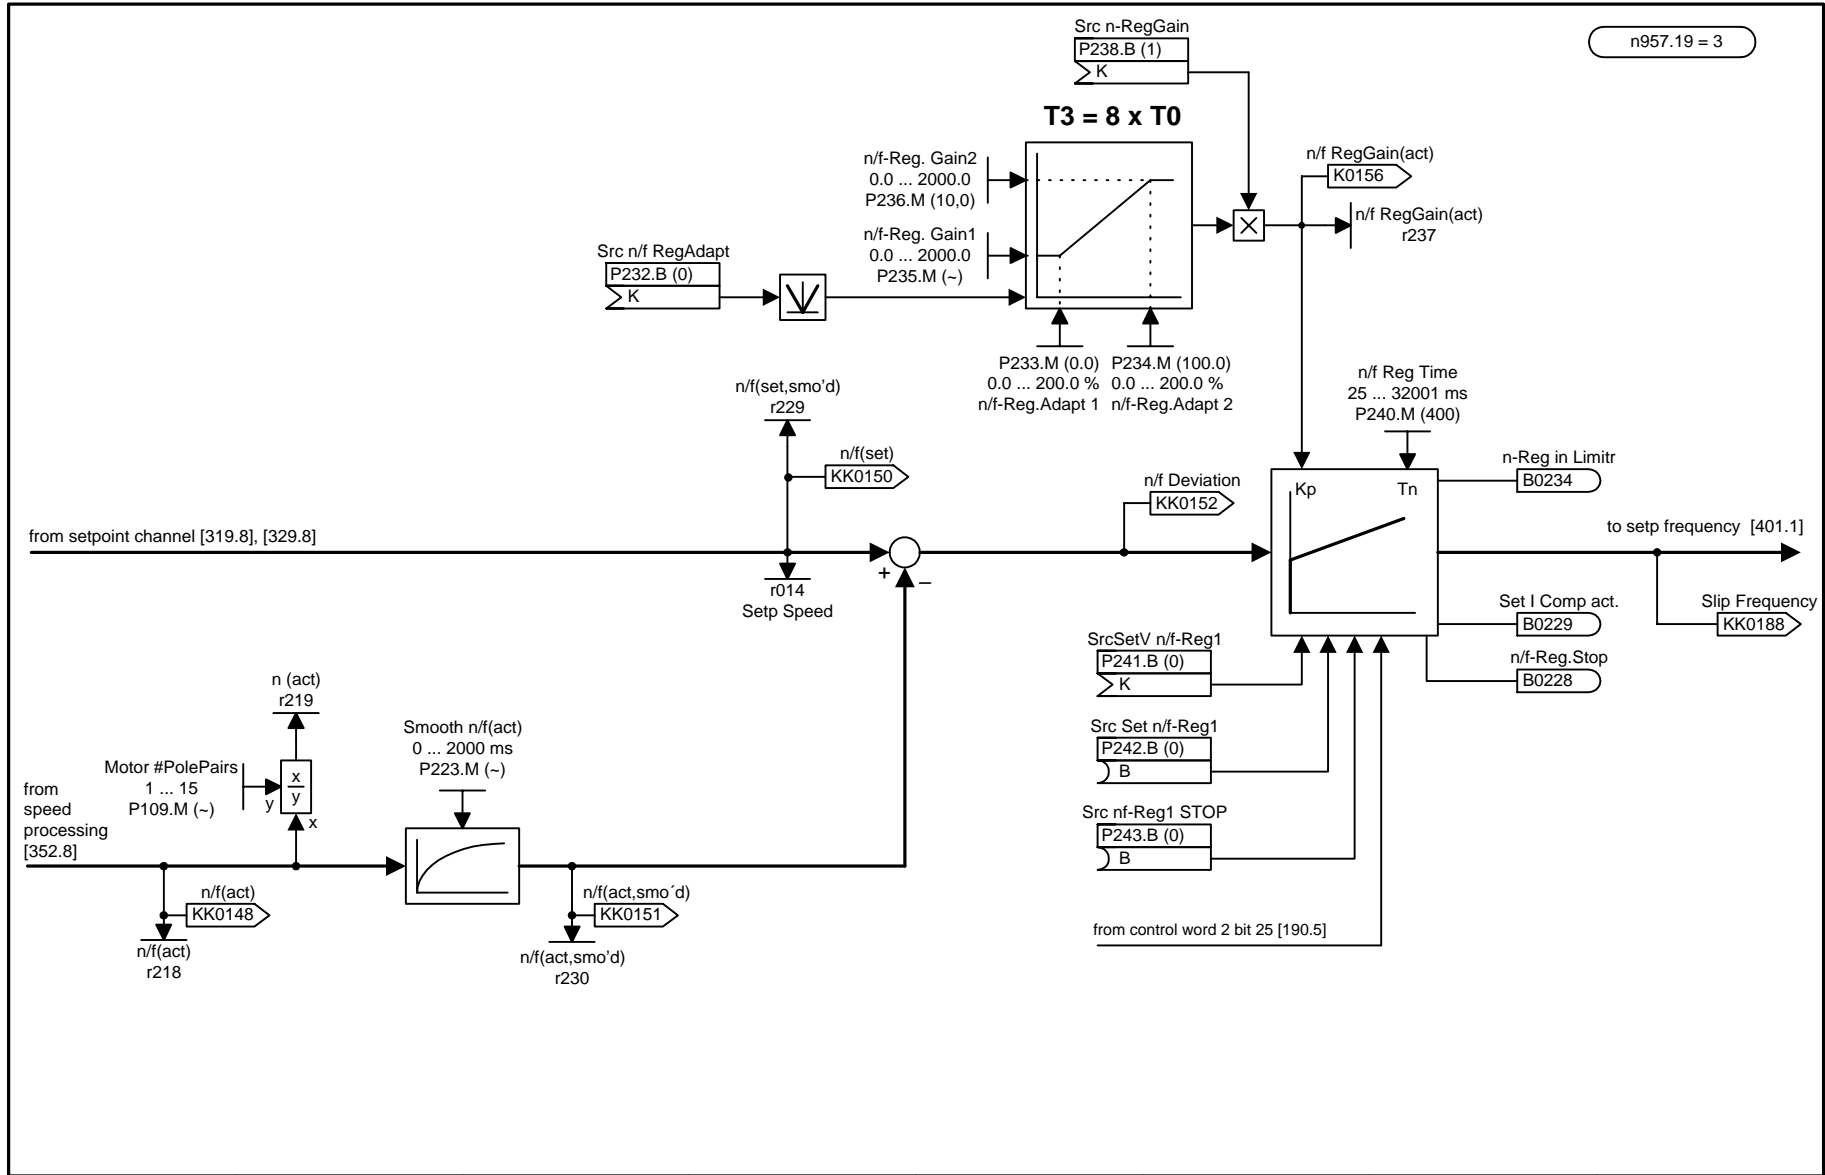 Src n-RegGain
P238.B (1)
K
n957.19 = 3
T3 = 8 x T0
n/f-Reg. Gain2
0.0 ... 2000.0
P236.M (10,0)
n/f-Reg. Gain1
0.0 ... 2000.0
P235.M (~)
n/f RegGain(act)
K0156
n/f RegGain(act)
r237
Src n/f RegAdapt
P232.B (0)
K
P233.M (0.0)
0.0 ... 200.0 %
n/f-Reg.Adapt 1
P234.M (100.0)
0.0 ... 200.0 %
n/f-Reg.Adapt 2
n/f Reg Time
25 ... 32001 ms
P240.M (400)
n/f(set,smo'd)
r229
n/f(set)
KK0150
n/f Deviation
KK0152
Kp
Tn
n-Reg in Limitr
B0234
from setpoint channel [319.8], [329.8]
to setp frequency [401.1]
+
–
r014
Setp Speed
Set I Comp act.
B0229
Slip Frequency
KK0188
n/f-Reg.Stop
B0228
SrcSetV n/f-Reg1
P241.B (0)
K
Src Set n/f-Reg1
P242.B (0)
B
Src nf-Reg1 STOP
P243.B (0)
B
from control word 2 bit 25 [190.5]
n (act)
r219
Motor #PolePairs
1 ... 15
P109.M (~)
x
y
y
x
Smooth n/f(act)
0 ... 2000 ms
P223.M (~)
from
speed
processing
[352.8]
n/f(act)
KK0148
n/f(act)
r218
n/f(act,smo´d)
KK0151
n/f(act,smo'd)
r230